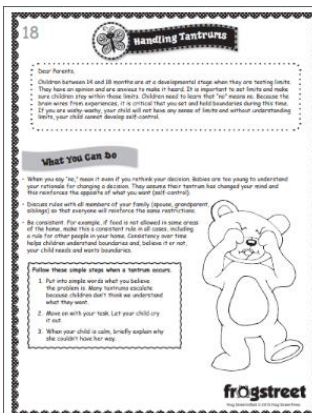 18
Handling Tantrums
Dear Parents,
Children between 14 and 18 months are at a developmental stage when they are testing limits.
They have an opinion and are anxious to make it heard. It is important to set limits and make
sure children stay within those limits. Children need to learn that "no" means no. Because the
brain wires from experiences, it is critical that you set and hold boundaries during this time.
If you are wishy-washy, your child will not have any sense of limits and without understanding
limits, your child cannot develop self-control.
What You Can Do
• When you say "no," mean it even if you rethink your decision. Babies are too young to understand
your rationale for changing a decision. They assume their tantrum has changed your mind and
this reinforces the opposite of what you want (self-control).
• Discuss rules with all members of your family (spouse, grandparent,
siblings) so that everyone will reinforce the same restrictions.
• Be consistent. For example, if food is not allowed in some areas
of the home, make this a consistent rule in all cases, including
a rule for other people in your home. Consistency over time
helps children understand boundaries and, believe it or not,
your child needs and wants boundaries.
Follow these simple steps when a tantrum occurs.
1. Put into simple words what you believe
the problem is. Many tantrums escalate
because children don't think we understand
what they want.
2. Move on with your task. Let your child cry
it out.
3. When your child is calm, briefly explain why
she couldn't have her way.
frogstreet